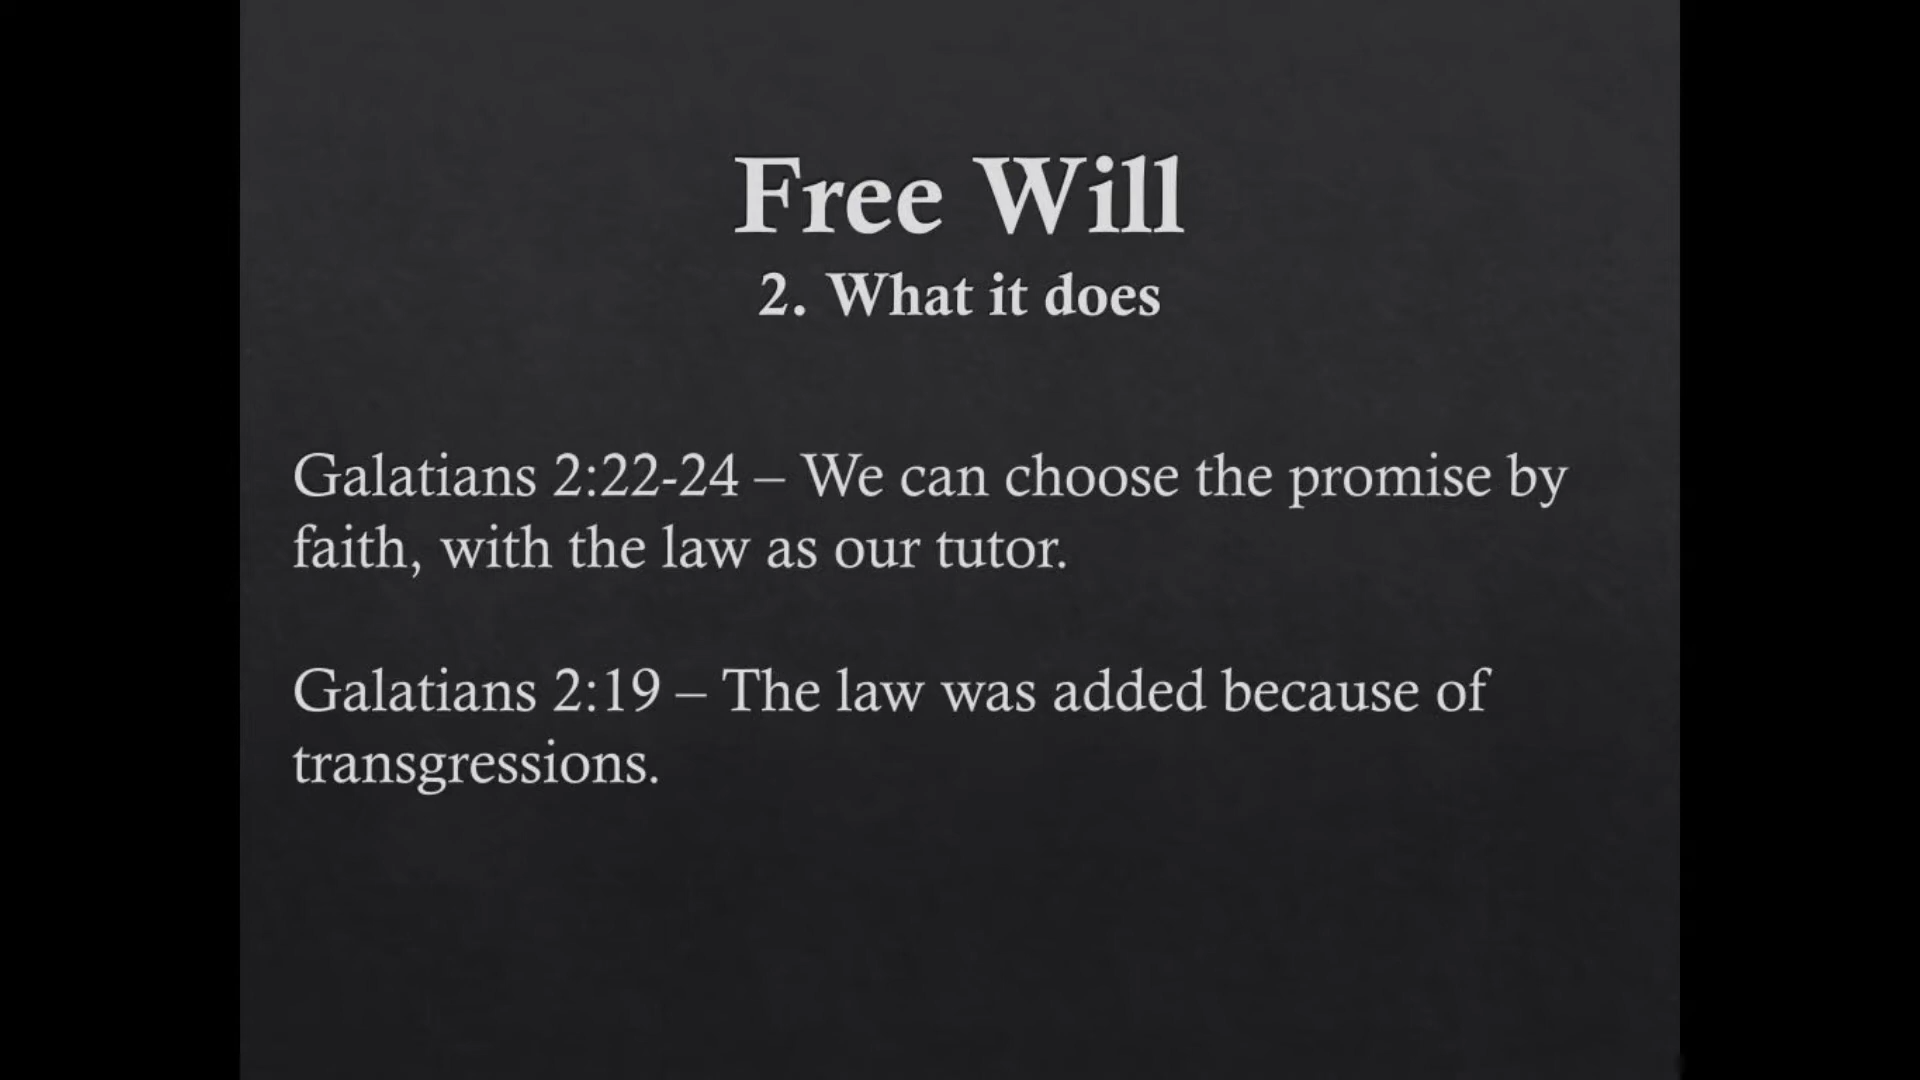 Free Will
2. What it does
Galatians 2:22-24 – We can choose the promise by
faith, with the law as our tutor.
Galatians 2:19 – The law was added because of
transgressions.